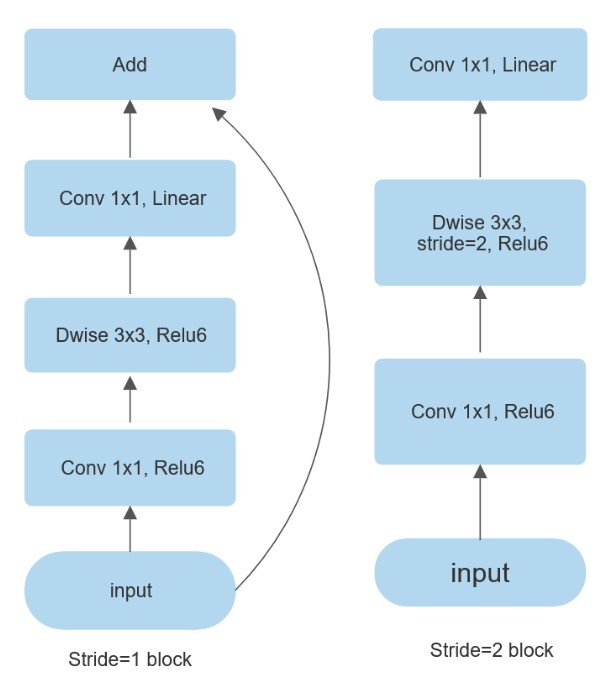 Add
Conv 1x1, Linear
Dwise 3x3, Relu6
Conv 1x1, Relu6
input
Stride=1 block
Conv 1x1, Linear
Dwise 3x3,
stride=2, Relu6
Conv 1x1, Relu6
input
Stride=2 block